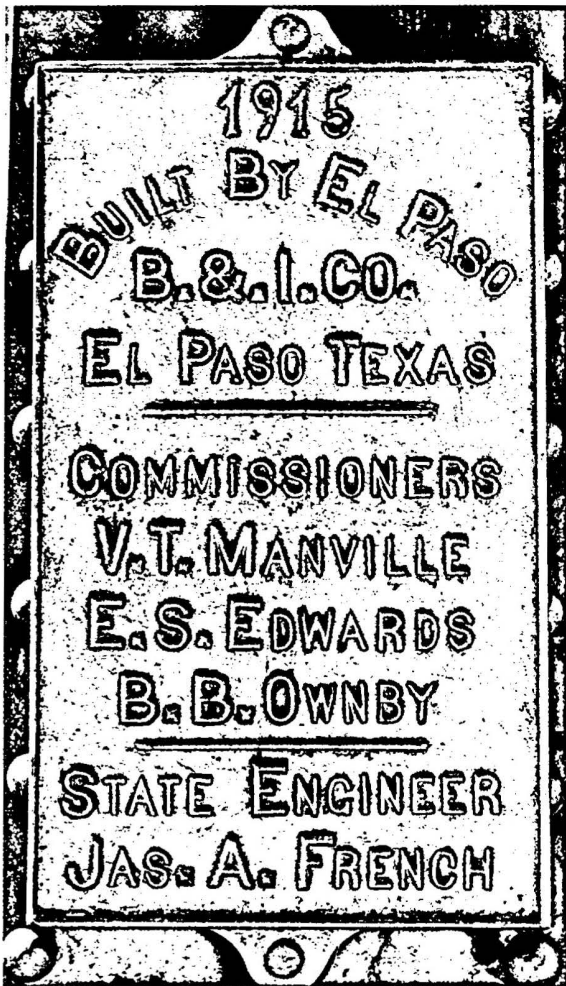 1915
BUILT BY EL PASO
B.&.I.CO.
EL PASO TEXAS
COMMISSIONERS
V.T. MANVILLE
E.S. EDWARDS
B.B. OWNBY
STATE ENGINEER
JAS. A. FRENCH